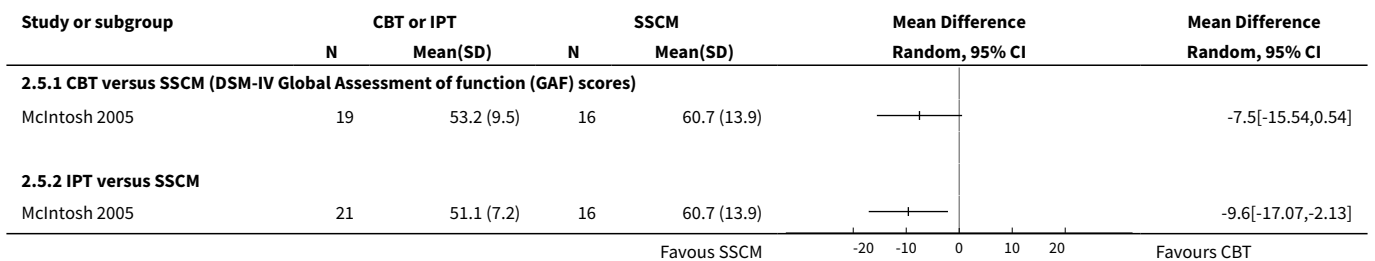 Study or subgroup CBT or IPT SSCM Mean Difference Mean Difference
N Mean(SD) N Mean(SD) Random, 95% CI Random, 95% CI
2.5.1 CBT versus SSCM (DSM-IV Global Assessment of function (GAF) scores)
McIntosh 2005 19 53.2 (9.5) 16 60.7 (13.9) -7.5[-15.54,0.54]
2.5.2 IPT versus SSCM
McIntosh 2005 21 51.1 (7.2) 16 60.7 (13.9) -9.6[-17.07,-2.13]
Favous SSCM -20 -10 0 10 20 Favours CBT